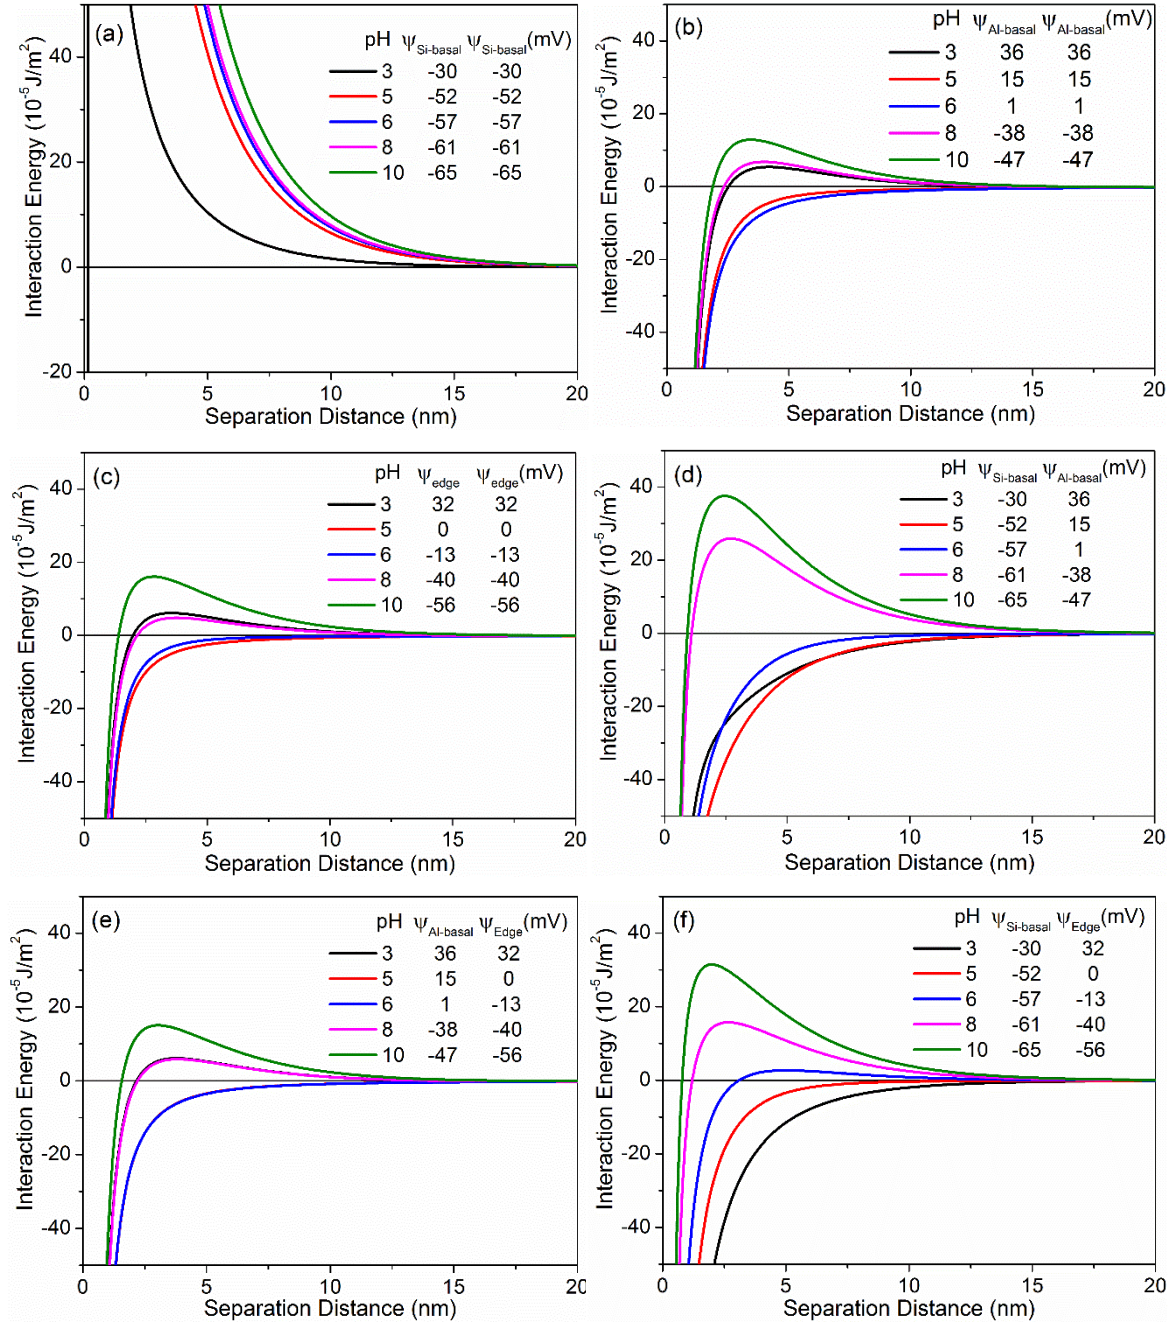 (a)
pH ψSi-basal ψSi-basal(mV)
3 -30 -30
5 -52 -52
6 -57 -57
8 -61 -61
10 -65 -65
40
20
0
-20
0 5 10 15 20
Separation Distance (nm)
Interaction Energy (10⁻⁵J/m²)
(b)
pH ψAl-basal ψAl-basal(mV)
3 36 36
5 15 15
6 1 1
8 -38 -38
10 -47 -47
40
20
0
-20
-40
0 5 10 15 20
Separation Distance (nm)
Interaction Energy (10⁻⁵J/m²)
(c)
pH ψedge ψedge(mV)
3 32 32
5 0 0
6 -13 -13
8 -40 -40
10 -56 -56
40
20
0
-20
-40
0 5 10 15 20
Separation Distance (nm)
Interaction Energy (10⁻⁵J/m²)
(d)
pH ψSi-basal ψAl-basal(mV)
3 -30 36
5 -52 15
6 -57 1
8 -61 -38
10 -65 -47
40
20
0
-20
-40
0 5 10 15 20
Separation Distance (nm)
Interaction Energy (10⁻⁵J/m²)
(e)
pH ψAl-basal ψEdge(mV)
3 36 32
5 15 0
6 1 -13
8 -38 -40
10 -47 -56
40
20
0
-20
-40
0 5 10 15 20
Separation Distance (nm)
Interaction Energy (10⁻⁵J/m²)
(f)
pH ψSi-basal ψEdge(mV)
3 -30 32
5 -52 0
6 -57 -13
8 -61 -40
10 -65 -56
40
20
0
-20
-40
0 5 10 15 20
Separation Distance (nm)
Interaction Energy (10⁻⁵J/m²)